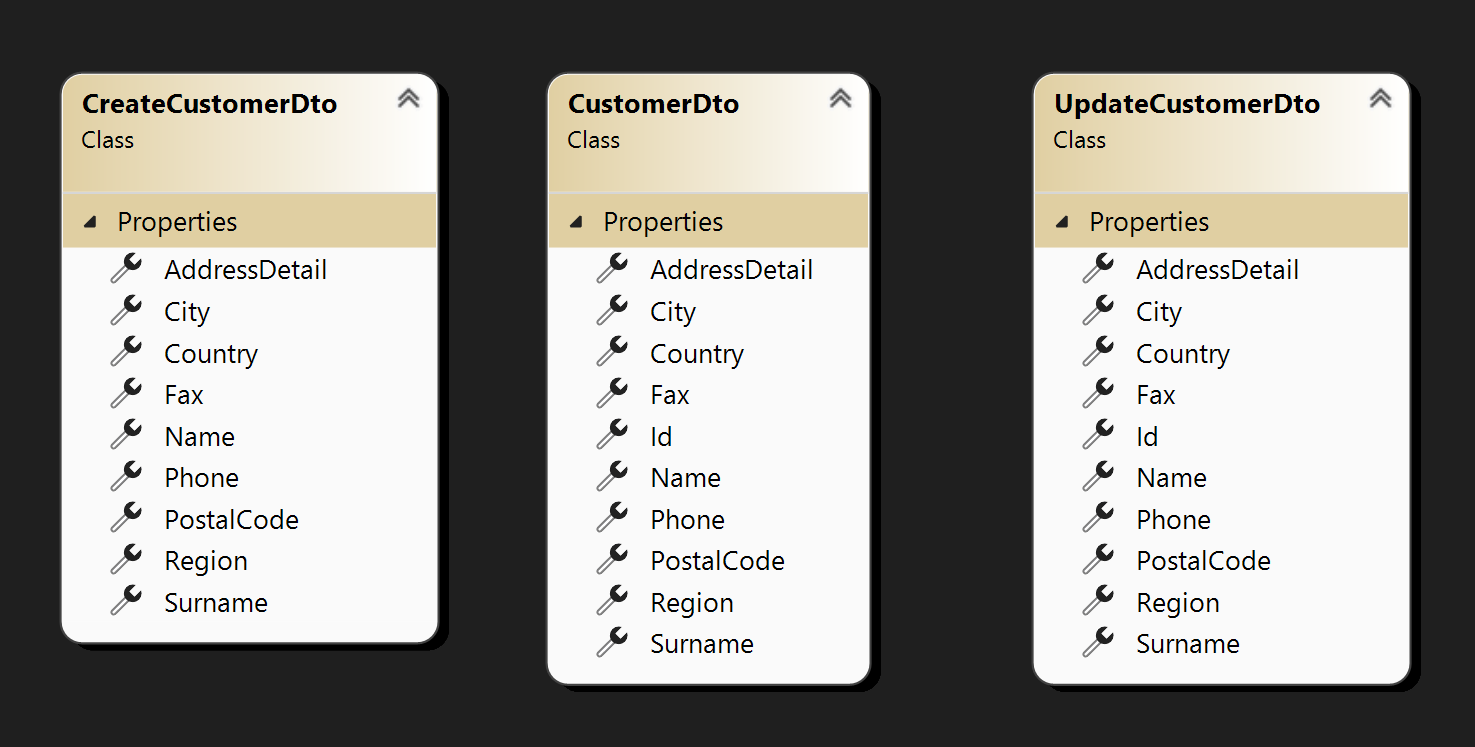 CreateCustomerDto
Class
Properties
AddressDetail
City
Country
Fax
Name
Phone
PostalCode
Region
Surname
CustomerDto
Class
Properties
AddressDetail
City
Country
Fax
Id
Name
Phone
PostalCode
Region
Surname
UpdateCustomerDto
Class
Properties
AddressDetail
City
Country
Fax
Id
Name
Phone
PostalCode
Region
Surname